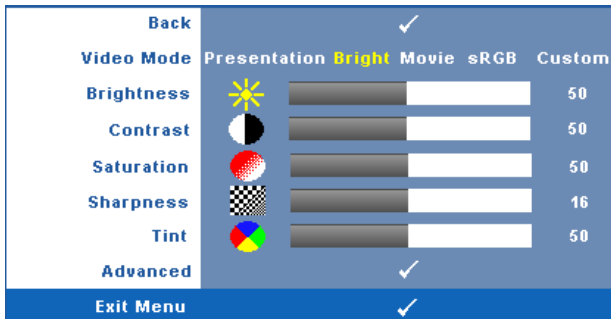 Back
Video Mode Presentation Bright Movie sRGB Custom
Brightness 50
Contrast 50
Saturation 50
Sharpness 16
Tint 50
Advanced
Exit Menu